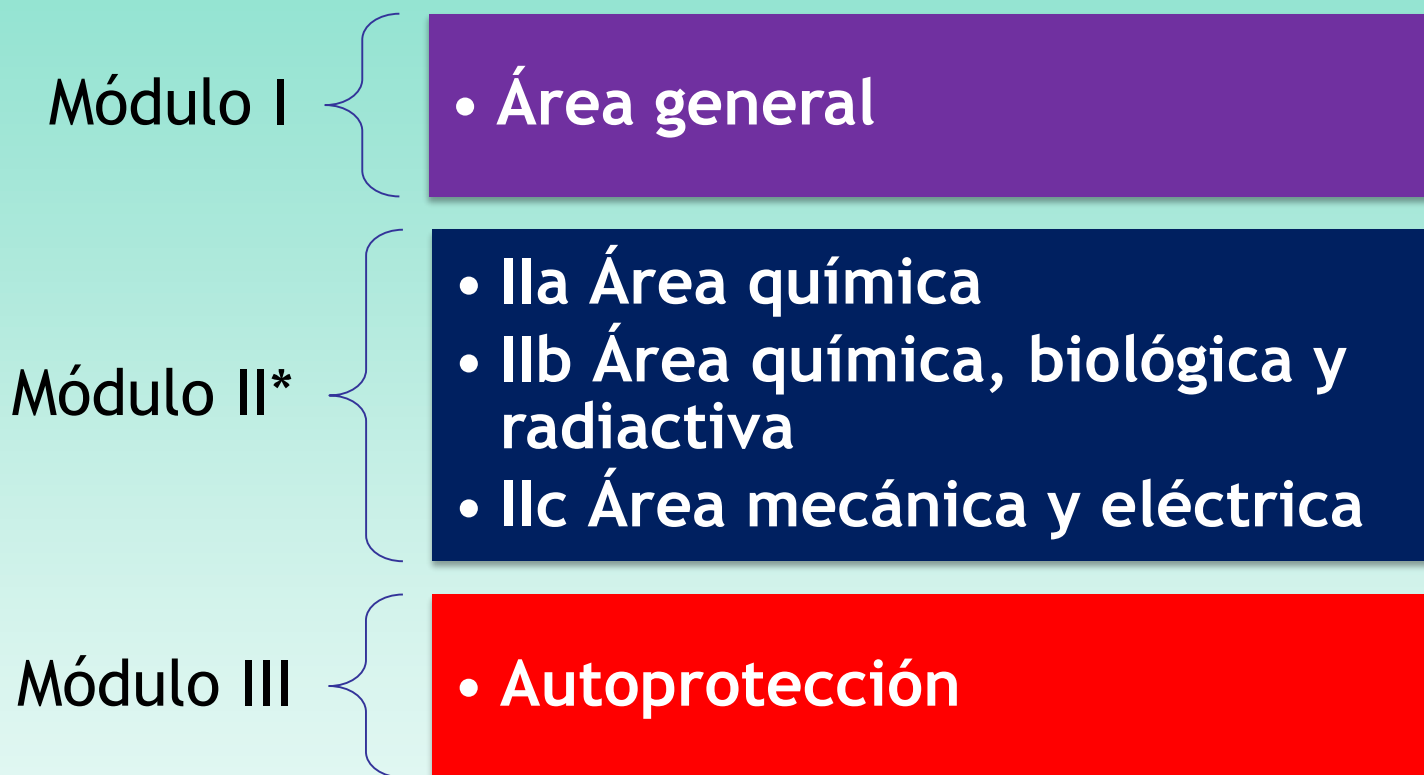 Módulo I
• Área general
Módulo II*
• IIa Área química
• IIb Área química, biológica y
radiactiva
• IIc Área mecánica y eléctrica
Módulo III
• Autoprotección